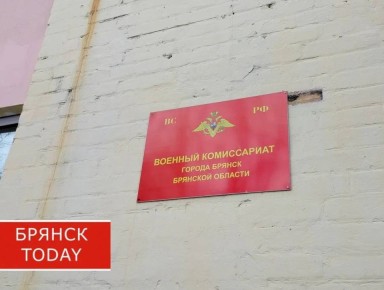 ВС РФ
ВОЕННЫЙ КОМИССАРИАТ
ГОРОДА БРЯНСК
БРЯНСКОЙ ОБЛАСТИ
БРЯНСК
TODAY